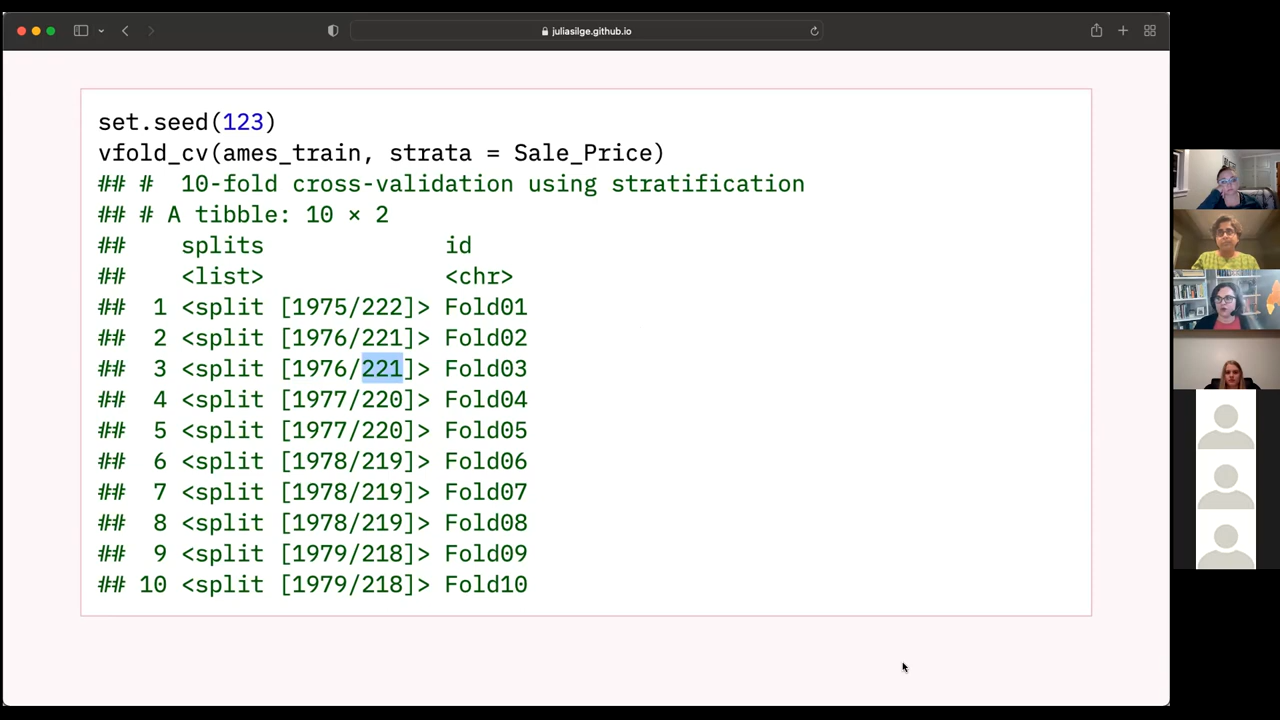 juliasilge.github.io
set.seed(123)
vfold_cv(ames_train, strata = Sale_Price)
## #  10-fold cross-validation using stratification
## # A tibble: 10 × 2
##    splits             id
##    <list>             <chr>
##  1 <split [1975/222]> Fold01
##  2 <split [1976/221]> Fold02
##  3 <split [1976/221]> Fold03
##  4 <split [1977/220]> Fold04
##  5 <split [1977/220]> Fold05
##  6 <split [1978/219]> Fold06
##  7 <split [1978/219]> Fold07
##  8 <split [1978/219]> Fold08
##  9 <split [1979/218]> Fold09
## 10 <split [1979/218]> Fold10